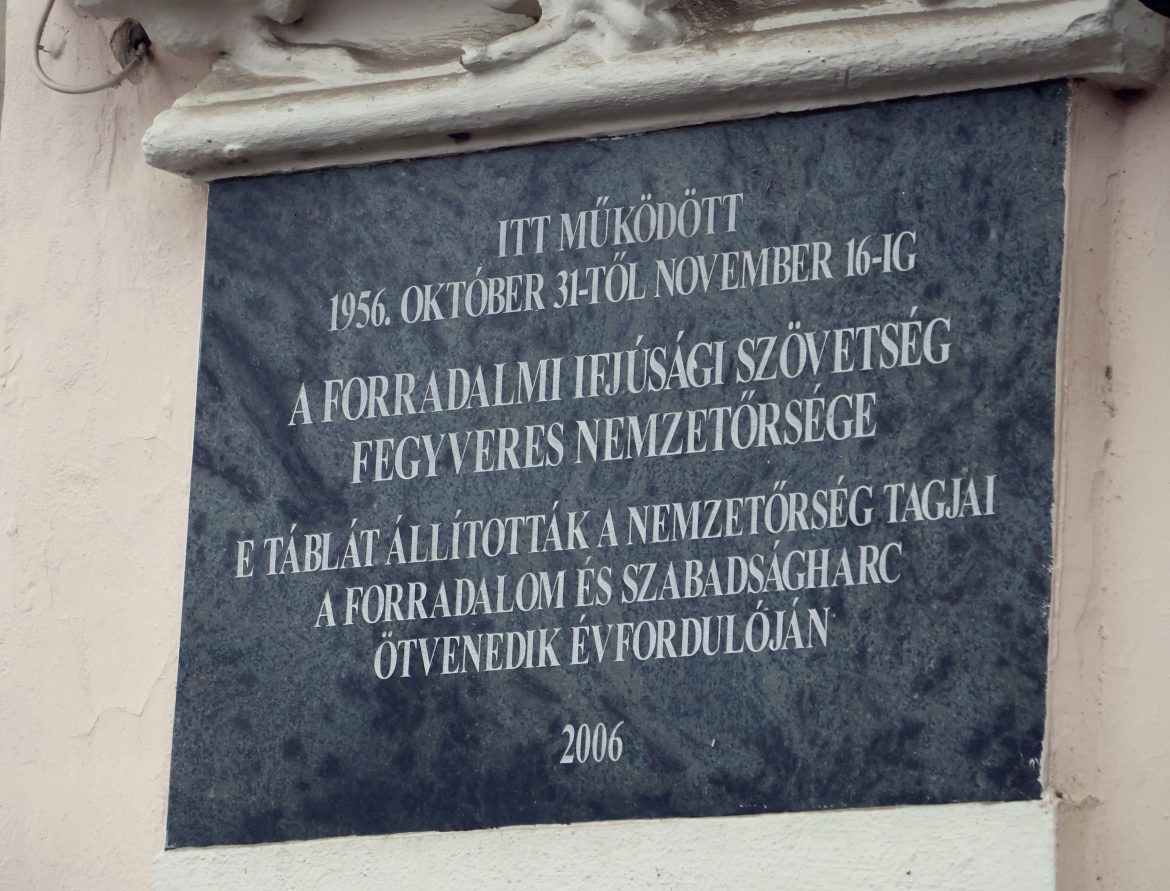 ITT MŰKÖDÖTT
1956. OKTÓBER 31-TŐL NOVEMBER 16-IG
A FORRADALMI IFJÚSÁGI SZÖVETSÉG
FEGYVERES NEMZETŐRSÉGE
E TÁBLÁT ÁLLÍTOTTÁK A NEMZETŐRSÉG TAGJAI
A FORRADALOM ÉS SZABADSÁGHARC
ÖTVENEDIK ÉVFORDULÓJÁN
2006